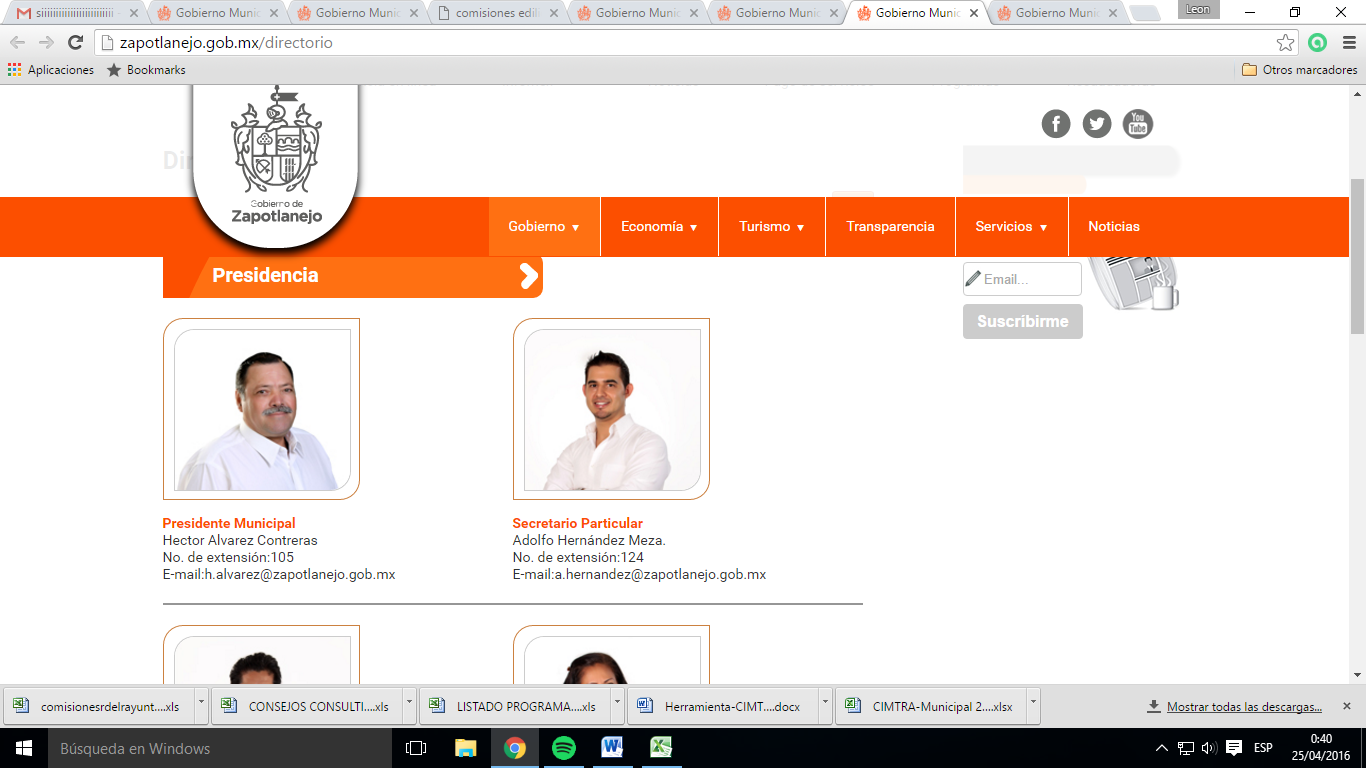 siiiiiiiiiiiiiiiiiiiiiiiiii
Gobierno Munic
Gobierno Munic
comisiones edili
Gobierno Munic
Gobierno Munic
Gobierno Munic
Gobierno Munic
Leon
zapotlanejo.gob.mx/directorio
Aplicaciones
Bookmarks
Otros marcadores
Gobierno de
Zapotlanejo
You
Tube
Gobierno ▼
Economía ▼
Turismo ▼
Transparencia
Servicios ▼
Noticias
Presidencia
Email...
Suscribirme
Presidente Municipal
Hector Alvarez Contreras
No. de extensión:105
E-mail:h.alvarez@zapotlanejo.gob.mx
Secretario Particular
Adolfo Hernández Meza.
No. de extensión:124
E-mail:a.hernandez@zapotlanejo.gob.mx
comisionesrdelrayunt....xls
CONSEJOS CONSULTI....xls
LISTADO PROGRAMA....xls
Herramienta-CIMT....docx
CIMTRA-Municipal 2....xlsx
Mostrar todas las descargas...
Búsqueda en Windows
ESP
0:40
25/04/2016